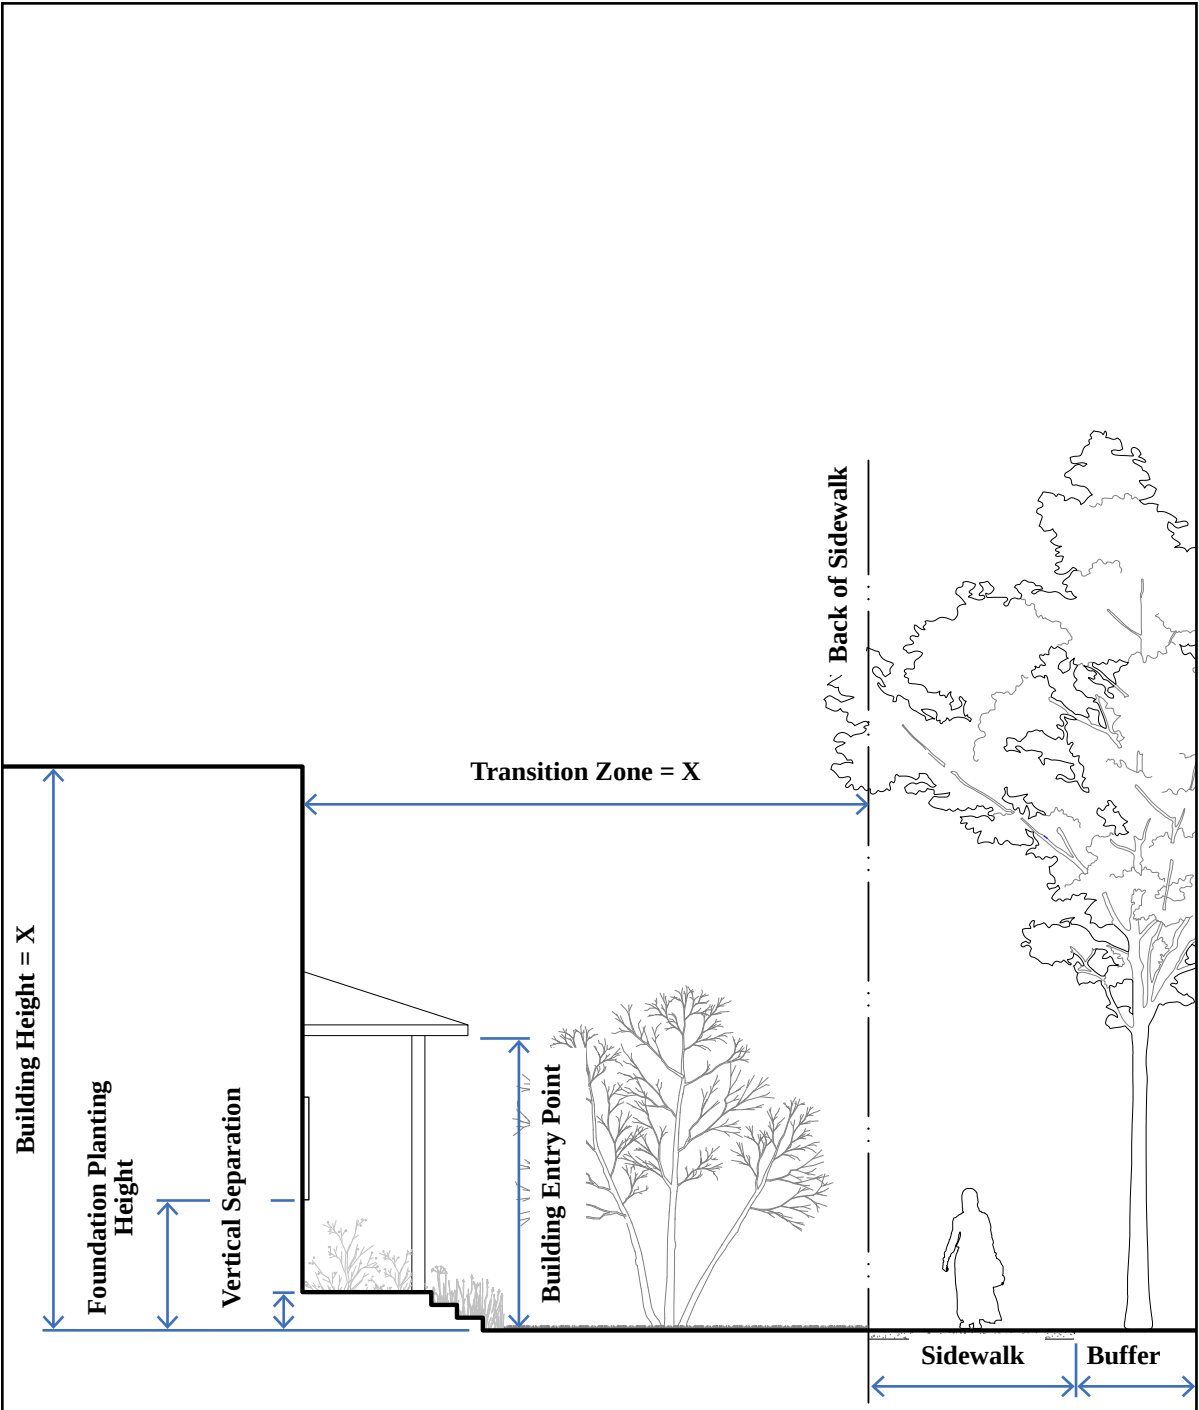 Back of Sidewalk
Transition Zone = X
Building Height = X
Foundation Planting
Height
Vertical Separation
Building Entry Point
Sidewalk
Buffer